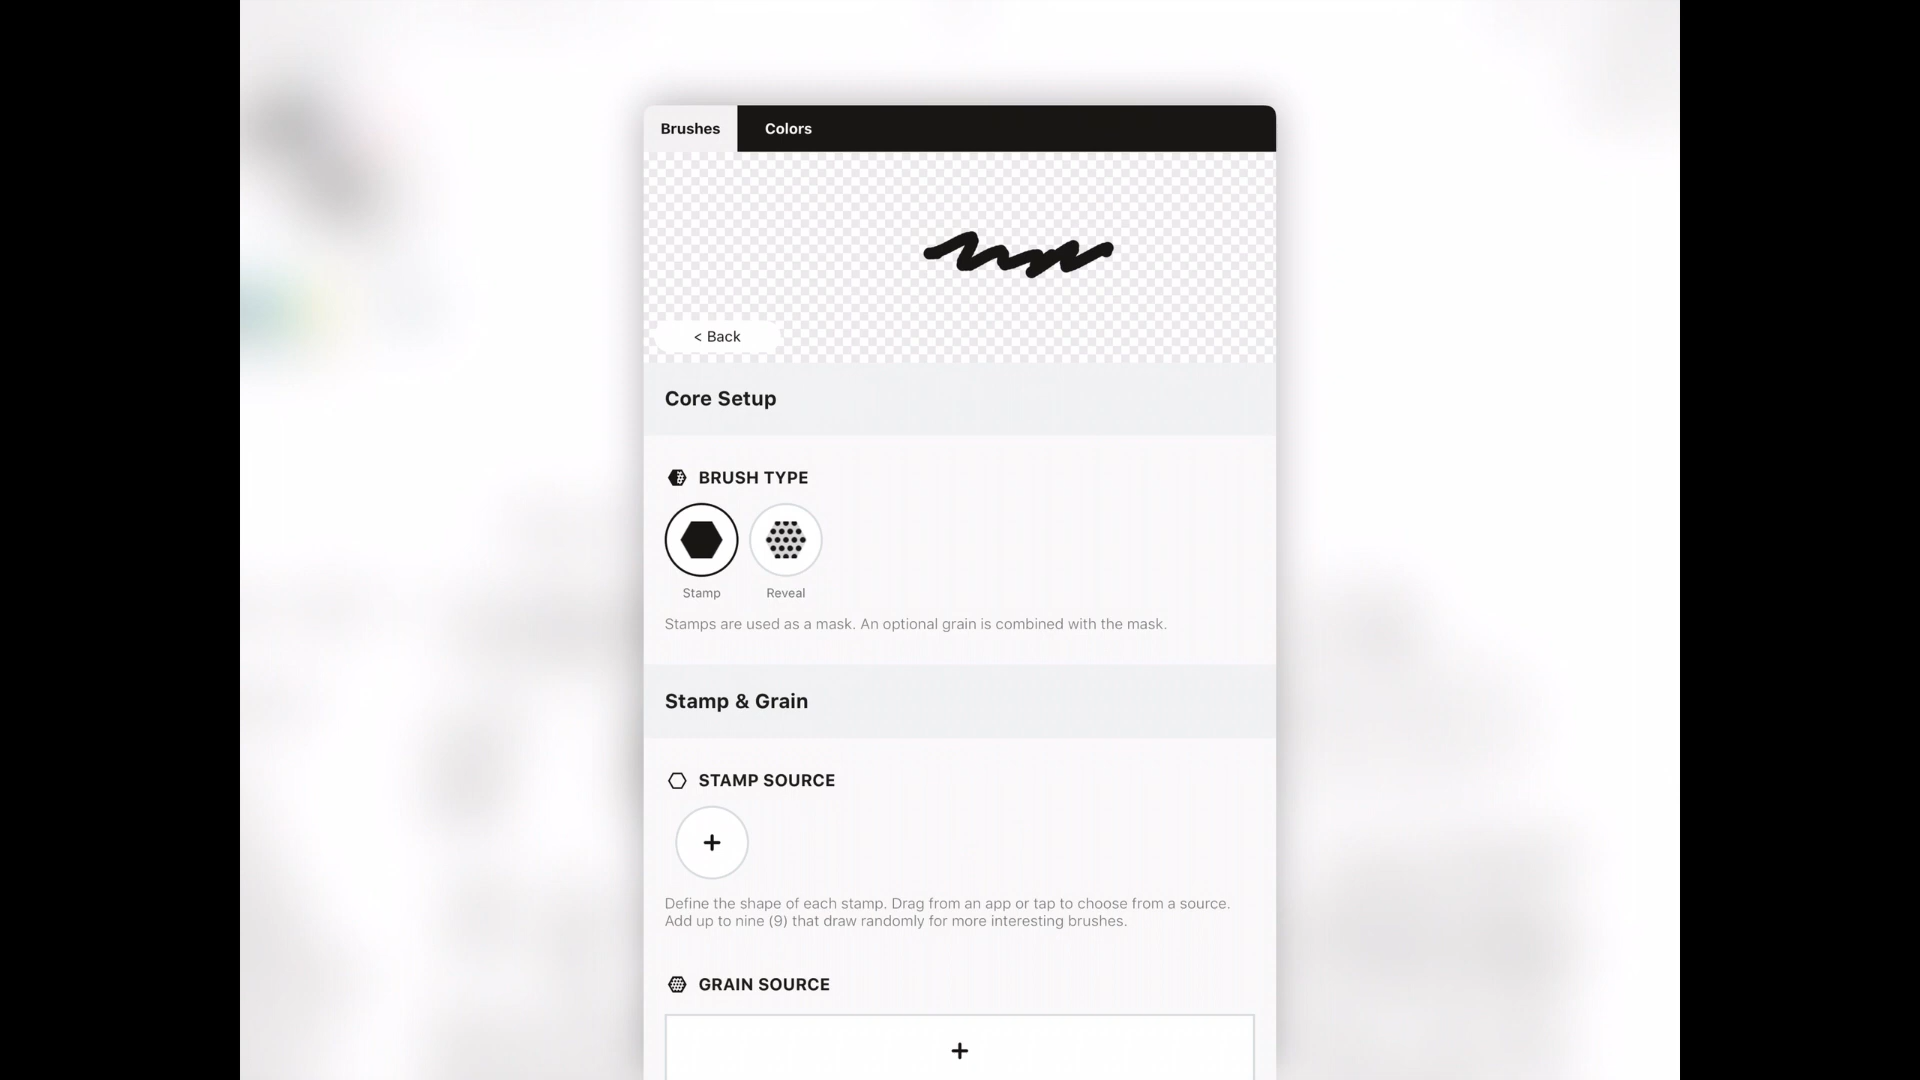 Brushes
Colors
< Back
Core Setup
BRUSH TYPE
Stamp
Reveal
Stamps are used as a mask. An optional grain is combined with the mask.
Stamp & Grain
STAMP SOURCE
+
Define the shape of each stamp. Drag from an app or tap to choose from a source.
Add up to nine (9) that draw randomly for more interesting brushes.
GRAIN SOURCE
+